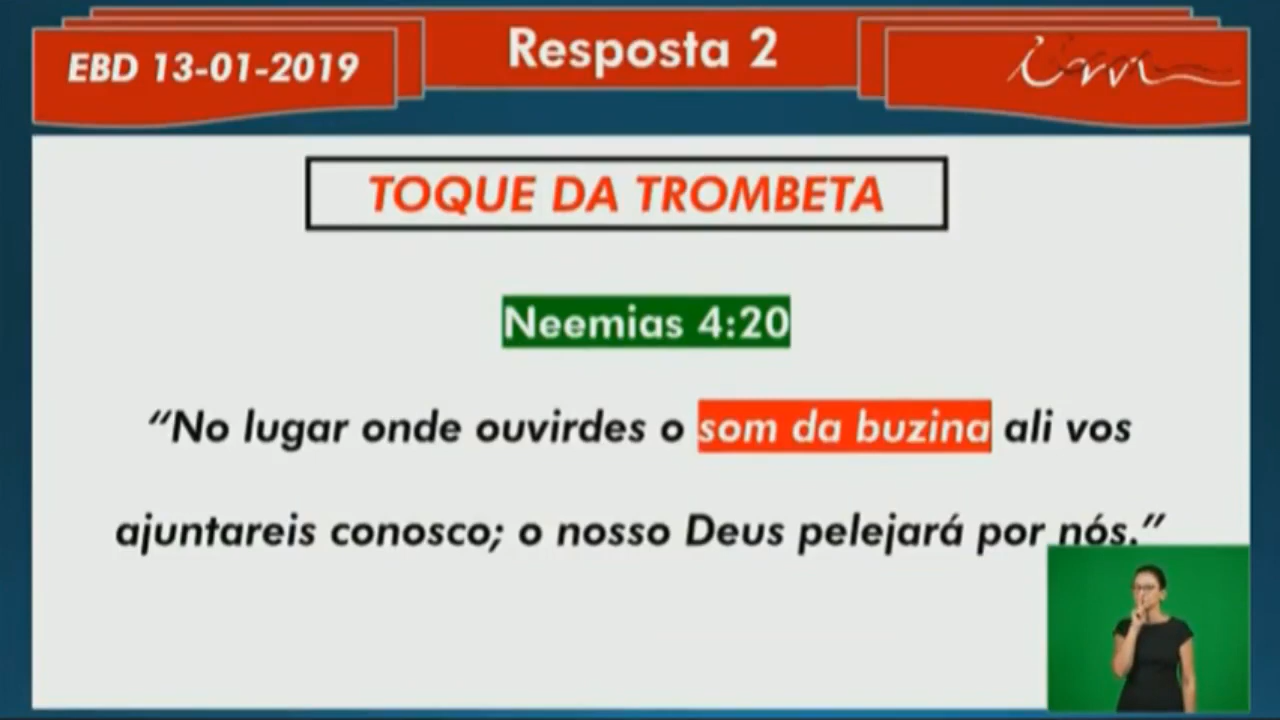 EBD 13-01-2019
Resposta 2
TOQUE DA TROMBETA
Neemias 4:20
“No lugar onde ouvirdes o som da buzina ali vos
ajuntareis conosco; o nosso Deus pelejará por nós.”